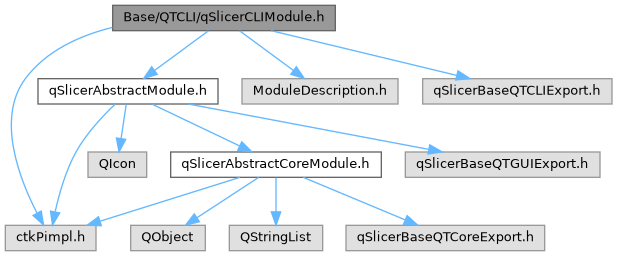 Base/QTCLI/qSlicerCLIModule.h
qSlicerAbstractModule.h
ModuleDescription.h
qSlicerBaseQTCLIExport.h
QIcon
qSlicerAbstractCoreModule.h
qSlicerBaseQTGUIExport.h
ctkPimpl.h
QObject
QStringList
qSlicerBaseQTCoreExport.h